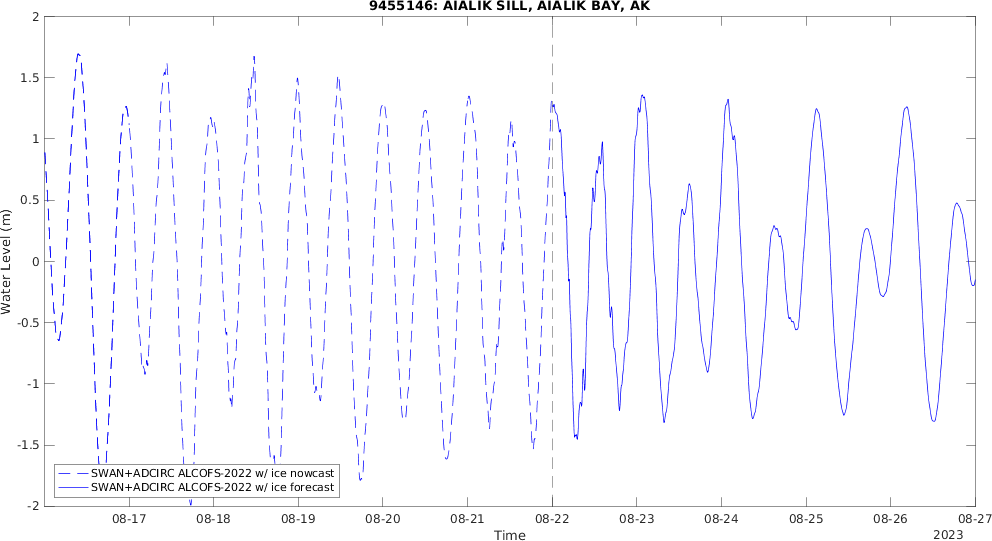 9455146: AIALIK SILL, AIALIK BAY, AK
2
1.5
1
0.5
0
-0.5
-1
-1.5
-2
Water Level (m)
SWAN+ADCIRC ALCOFS-2022 w/ ice nowcast
SWAN+ADCIRC ALCOFS-2022 w/ ice forecast
08-17 08-18 08-19 08-20 08-21 08-22 08-23 08-24 08-25 08-26 08-27
Time
2023